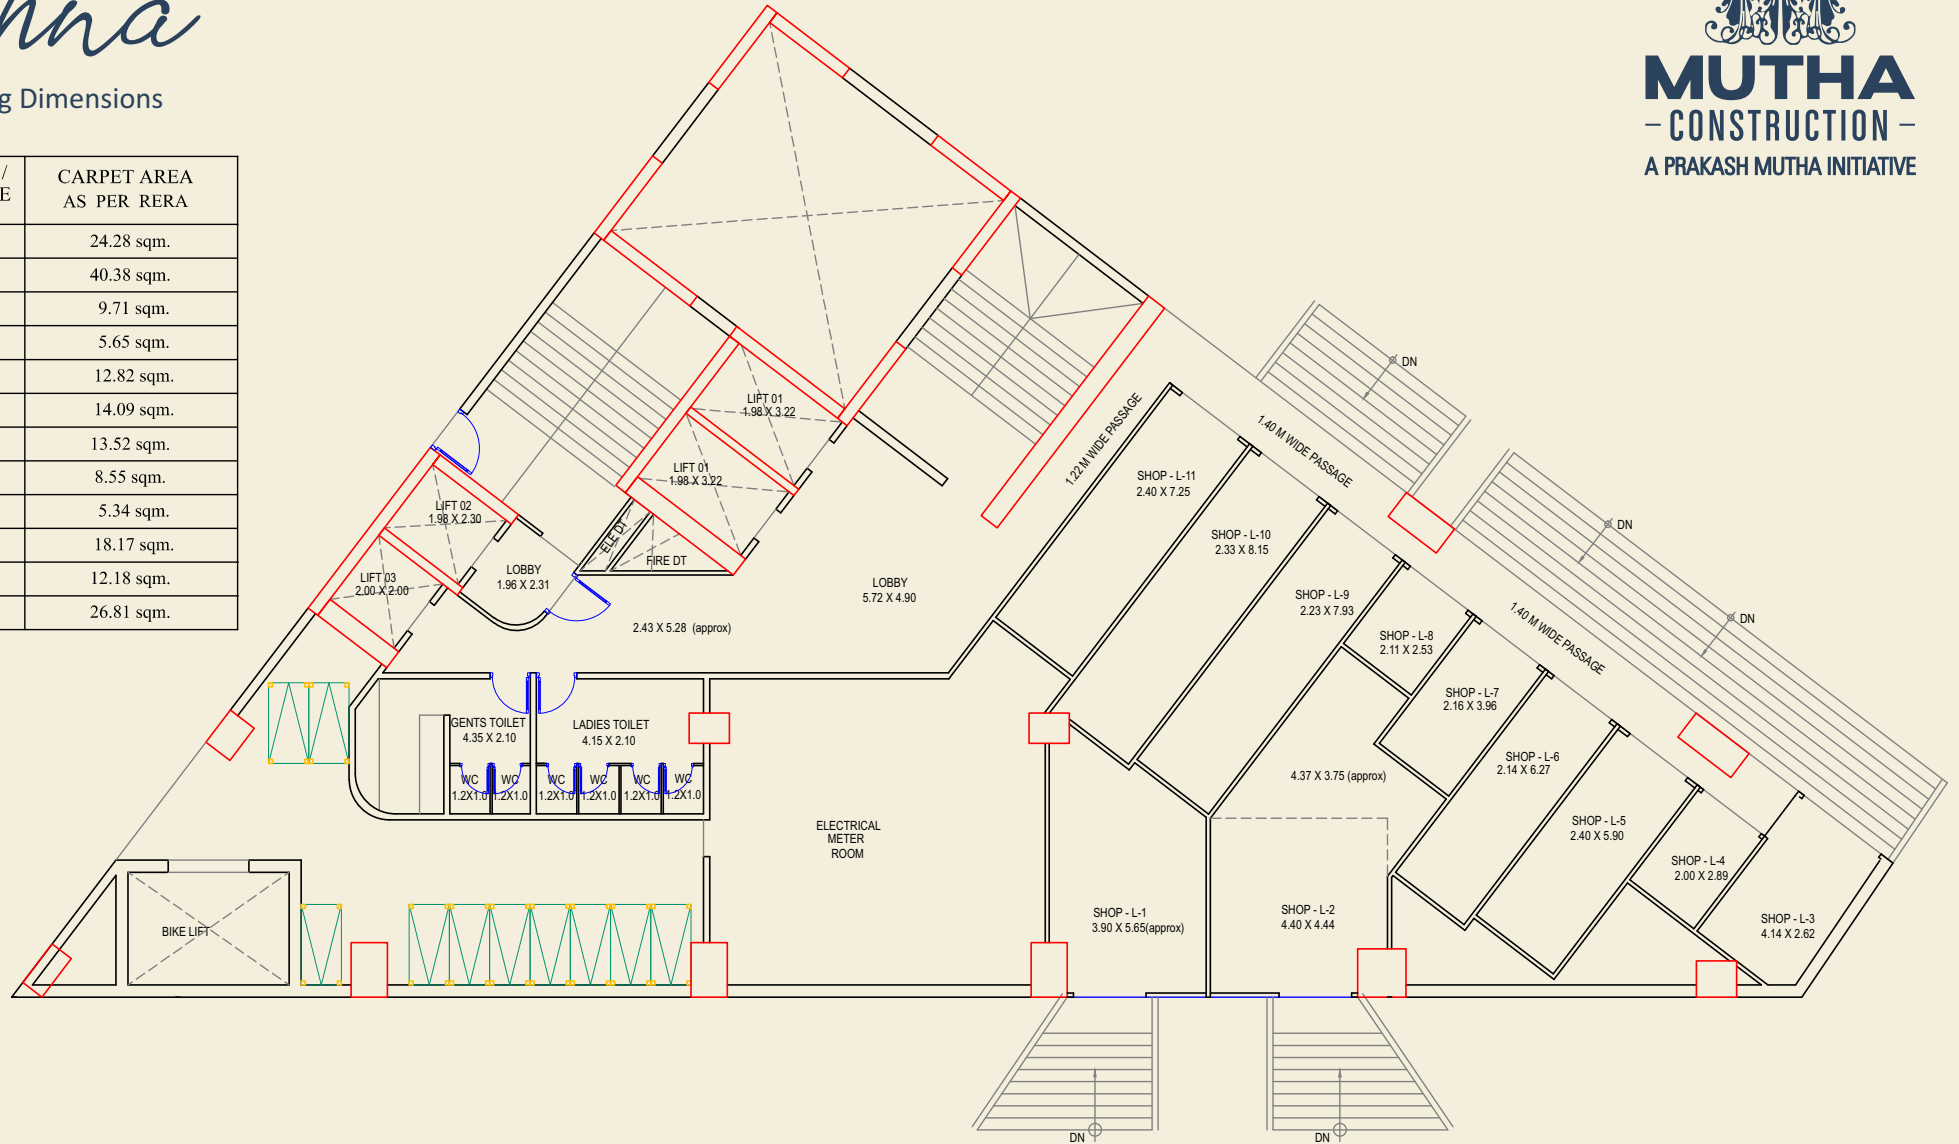 g Dimensions
/
E
CARPET AREA
AS PER RERA
24.28 sqm.
40.38 sqm.
9.71 sqm.
5.65 sqm.
12.82 sqm.
14.09 sqm.
13.52 sqm.
8.55 sqm.
5.34 sqm.
18.17 sqm.
12.18 sqm.
26.81 sqm.
MUTHA
- CONSTRUCTION -
A PRAKASH MUTHA INITIATIVE
LIFT 01
1.98 X 3.22
LIFT 01
1.98 X 3.22
LIFT 02
1.98 X 2.30
LIFT 03
2.00 X 2.00
ELE DT
FIRE DT
LOBBY
1.96 X 2.31
LOBBY
5.72 X 4.90
2.43 X 5.28 (approx)
1.22 M WIDE PASSAGE
1.40 M WIDE PASSAGE
1.40 M WIDE PASSAGE
DN
DN
DN
SHOP - L-11
2.40 X 7.25
SHOP - L-10
2.33 X 8.15
SHOP - L-9
2.23 X 7.93
SHOP - L-8
2.11 X 2.53
SHOP - L-7
2.16 X 3.96
SHOP - L-6
2.14 X 6.27
SHOP - L-5
2.40 X 5.90
SHOP - L-4
2.00 X 2.89
SHOP - L-3
4.14 X 2.62
4.37 X 3.75 (approx)
GENTS TOILET
4.35 X 2.10
LADIES TOILET
4.15 X 2.10
WC
1.2X1.0
WC
1.2X1.0
WC
1.2X1.0
WC
1.2X1.0
WC
1.2X1.0
WC
1.2X1.0
ELECTRICAL
METER
ROOM
BIKE LIFT
SHOP - L-1
3.90 X 5.65(approx)
SHOP - L-2
4.40 X 4.44
DN
DN